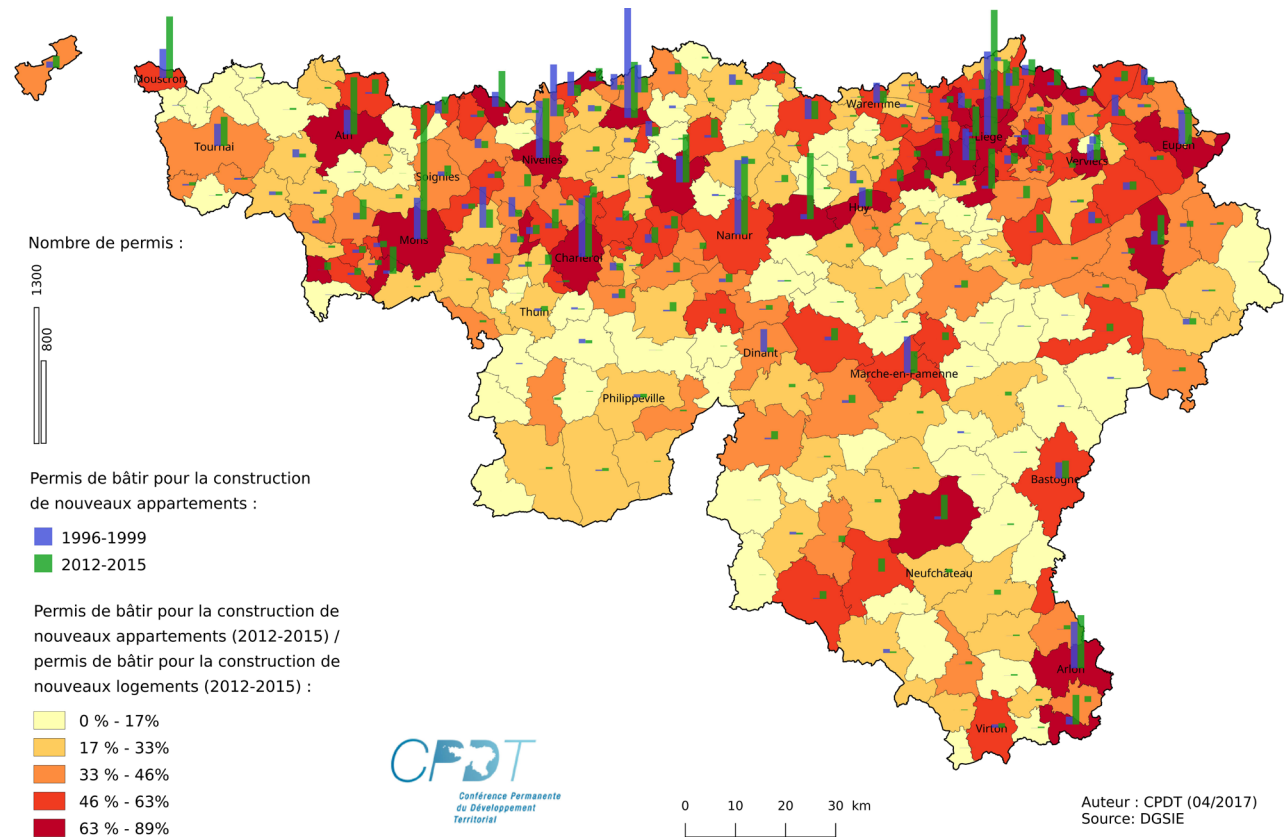 Mouscron
Tournai
Ath
Soignies
Nivelles
Waremme
Liège
Verviers
Eupen
Mons
Charleroi
Namur
Huy
Thuin
Dinant
Philippeville
Marche-en-Famenne
Bastogne
Neufchateau
Arlon
Virton
Nombre de permis :
1300
800
Permis de bâtir pour la construction
de nouveaux appartements :
1996-1999
2012-2015
Permis de bâtir pour la construction de
nouveaux appartements (2012-2015) /
permis de bâtir pour la construction de
nouveaux logements (2012-2015) :
0 % - 17%
17 % - 33%
33 % - 46%
46 % - 63%
63 % - 89%
CPDT
Conférence Permanente
du Développement
Territorial
0 10 20 30 km
Auteur : CPDT (04/2017)
Source: DGSIE